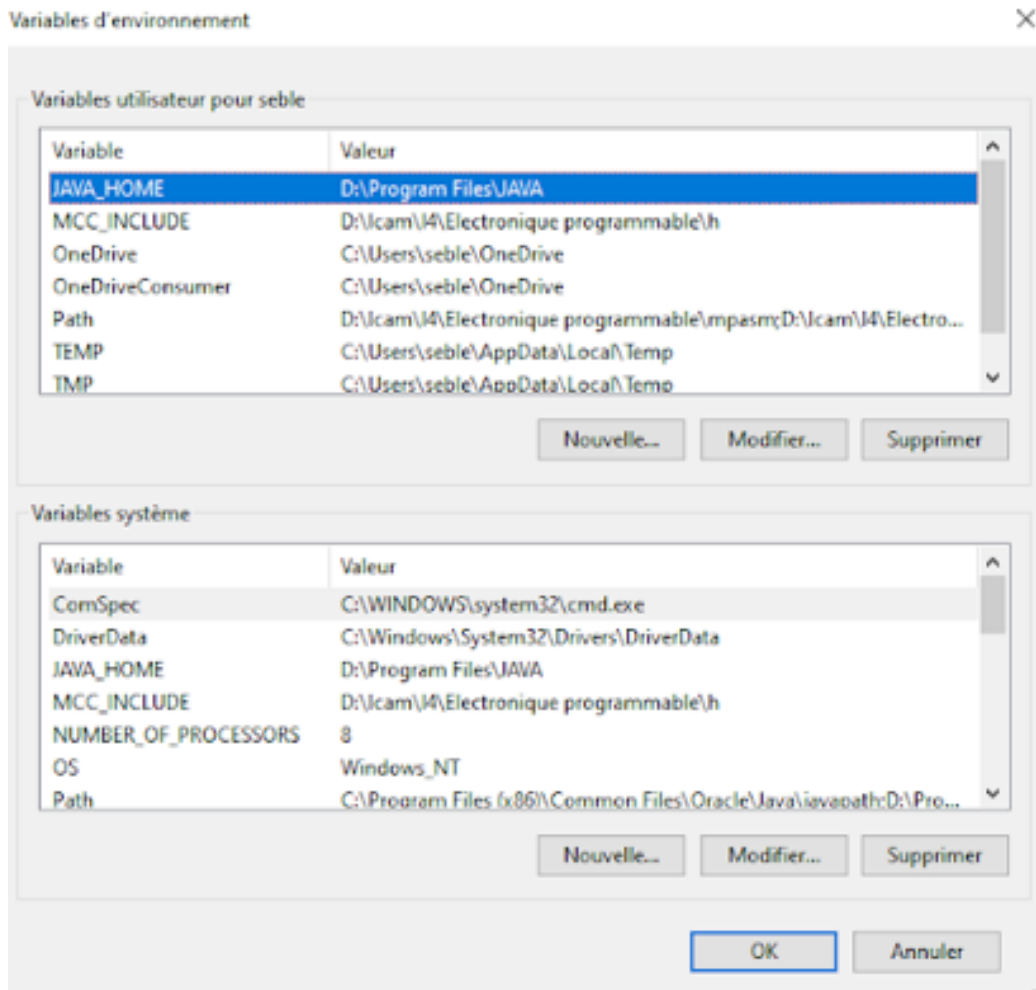 Variables d'environnement
Variables utilisateur pour seble
Variable Valeur
JAVA_HOME D:\Program Files\JAVA
MCC_INCLUDE D:\Icam\I4\Electronique programmable\h
OneDrive C:\Users\seble\OneDrive
OneDriveConsumer C:\Users\seble\OneDrive
Path D:\Icam\I4\Electronique programmable\mpasm;D:\Icam\I4\Electro...
TEMP C:\Users\seble\AppData\Local\Temp
TMP C:\Users\seble\AppData\Local\Temp
Nouvelle... Modifier... Supprimer
Variables système
Variable Valeur
ComSpec C:\WINDOWS\system32\cmd.exe
DriverData C:\Windows\System32\Drivers\DriverData
JAVA_HOME D:\Program Files\JAVA
MCC_INCLUDE D:\Icam\I4\Electronique programmable\h
NUMBER_OF_PROCESSORS 8
OS Windows_NT
Path C:\Program Files (x86)\Common Files\Oracle\Java\javapath;D:\Pro...
Nouvelle... Modifier... Supprimer
OK Annuler